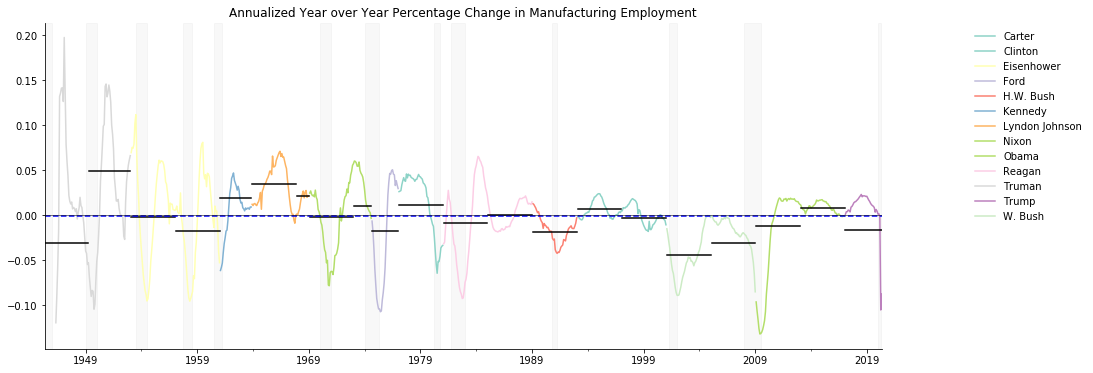 Annualized Year over Year Percentage Change in Manufacturing Employment
0.20
0.15
0.10
0.05
0.00
−0.05
−0.10
1949 1959 1969 1979 1989 1999 2009 2019
Carter
Clinton
Eisenhower
Ford
H.W. Bush
Kennedy
Lyndon Johnson
Nixon
Obama
Reagan
Truman
Trump
W. Bush